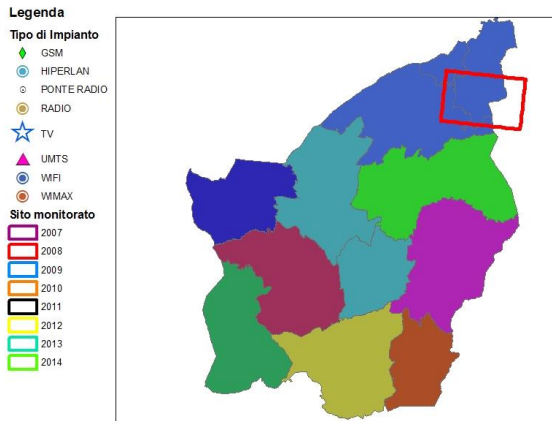 Legenda
Tipo di Impianto
GSM
HIPERLAN
PONTE RADIO
RADIO
TV
UMTS
WIFI
WIMAX
Sito monitorato
2007
2008
2009
2010
2011
2012
2013
2014